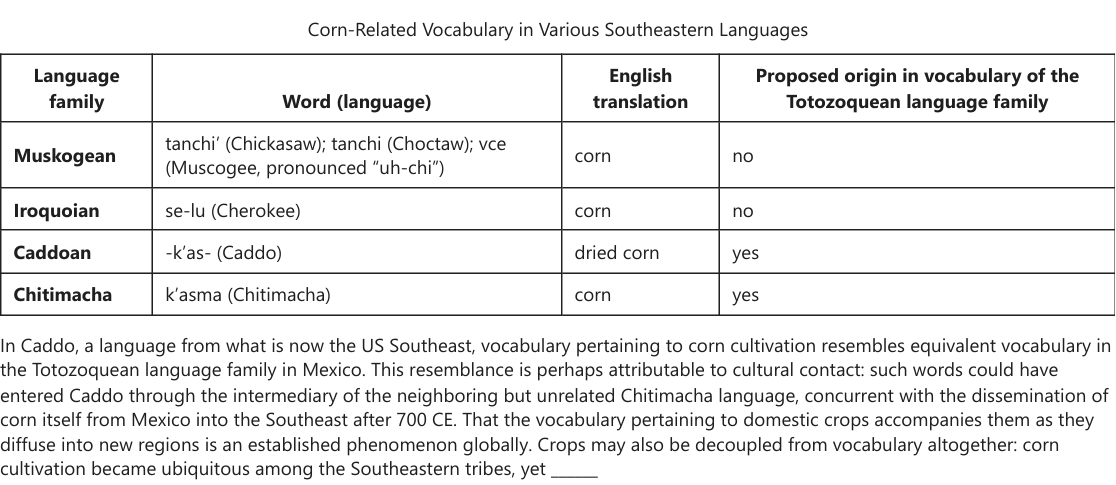 Corn-Related Vocabulary in Various Southeastern Languages
Language family
Word (language)
English translation
Proposed origin in vocabulary of the Totozoquean language family
Muskogean
tanchi’ (Chickasaw); tanchi (Choctaw); vce
(Muscogee, pronounced “uh-chi”)
corn
no
Iroquoian
se-lu (Cherokee)
corn
no
Caddoan
-k’as- (Caddo)
dried corn
yes
Chitimacha
k’asma (Chitimacha)
corn
yes
In Caddo, a language from what is now the US Southeast, vocabulary pertaining to corn cultivation resembles equivalent vocabulary in
the Totozoquean language family in Mexico. This resemblance is perhaps attributable to cultural contact: such words could have
entered Caddo through the intermediary of the neighboring but unrelated Chitimacha language, concurrent with the dissemination of
corn itself from Mexico into the Southeast after 700 CE. That the vocabulary pertaining to domestic crops accompanies them as they
diffuse into new regions is an established phenomenon globally. Crops may also be decoupled from vocabulary altogether: corn
cultivation became ubiquitous among the Southeastern tribes, yet _____